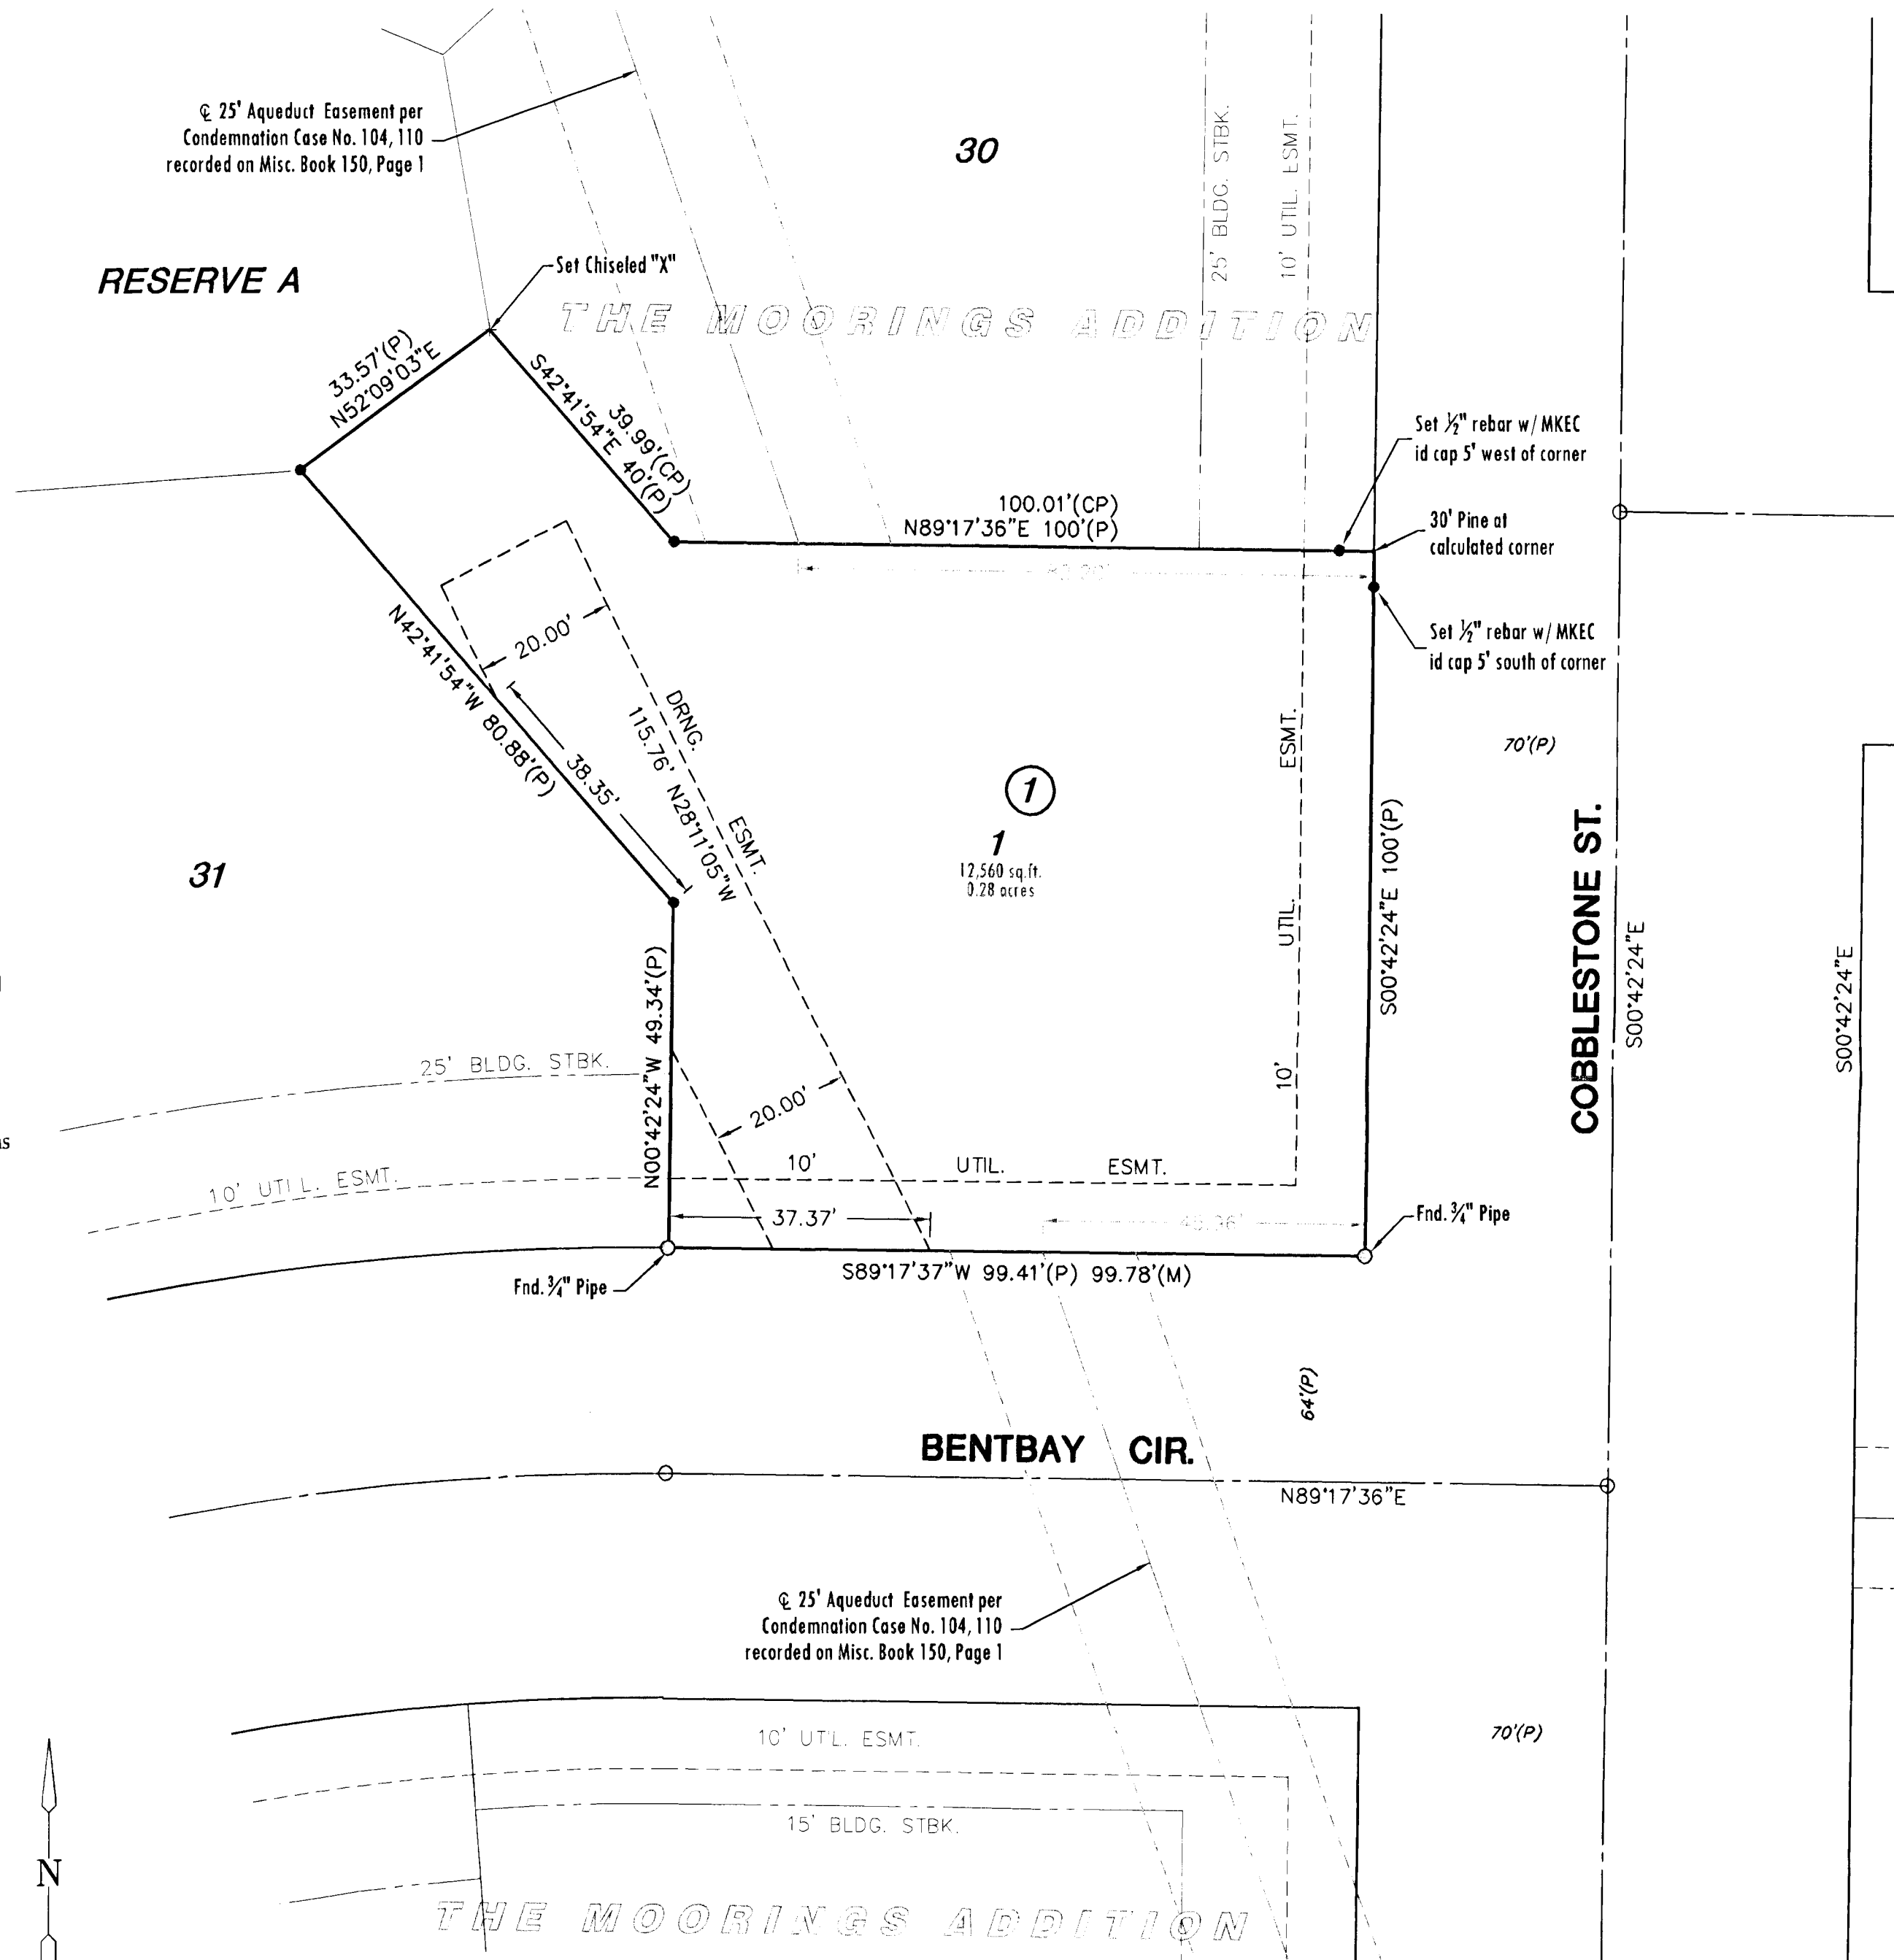 ℄ 25' Aqueduct Easement per
Condemnation Case No. 104, 110
recorded on Misc. Book 150, Page 1
30
25' BLDG. STBK.
10' UTIL. ESMT.
RESERVE A
Set Chiseled "X"
THE MOORINGS ADDITION
33.57'(P)
N52°09'03"E
39.99'(CP)
S42°41'54"E 40'(P)
100.01'(CP)
N89°17'36"E 100'(P)
Set ½" rebar w/ MKEC
id cap 5' west of corner
30' Pine at
calculated corner
Set ½" rebar w/ MKEC
id cap 5' south of corner
20.00'
N42°41'54"W 80.88'(P)
38.35'
DRNG. ESMT.
115.76' N28°11'05"W
10' UTIL. ESMT.
70'(P)
1
1
12,560 sq.ft.
0.28 acres
31
S00°42'24"E 100'(P)
COBBLESTONE ST.
S00°42'24"E
S00°42'24"E
N00°42'24"W 49.34'(P)
25' BLDG. STBK.
20.00'
10' UTIL. ESMT.
10' UTIL. ESMT.
37.37'
Fnd. ¾" Pipe
Fnd. ¾" Pipe
S89°17'37"W 99.41'(P) 99.78'(M)
64'(P)
BENTBAY CIR.
N89°17'36"E
℄ 25' Aqueduct Easement per
Condemnation Case No. 104, 110
recorded on Misc. Book 150, Page 1
10' UTIL. ESMT.
70'(P)
15' BLDG. STBK.
N
THE MOORINGS ADDITION